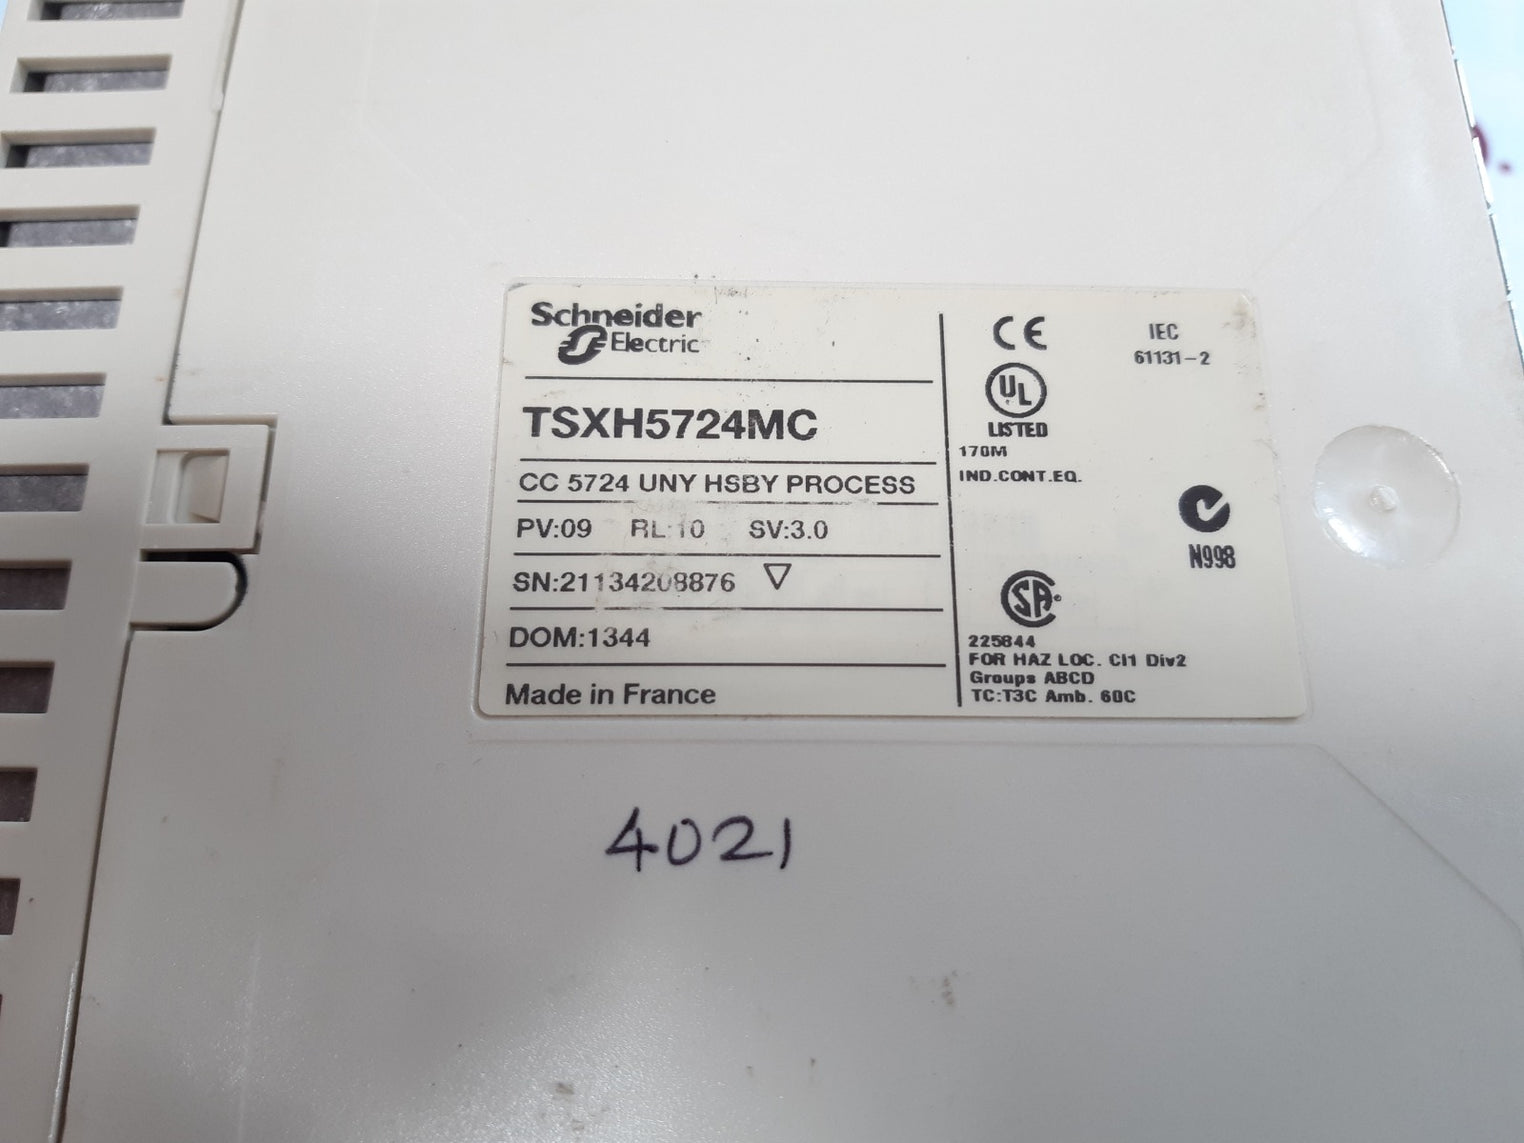 Schneider
Electric
TSXH5724MC
CC 5724 UNY HSBY PROCESS
PV:09 RL:10 SV:3.0
SN:21134208876
DOM:1344
Made in France
CE
IEC
61131-2
UL
LISTED
170M
IND.CONT.EQ.
N998
SA
225844
FOR HAZ LOC. Cl1 Div2
Groups ABCD
TC:T3C Amb. 60C
4021